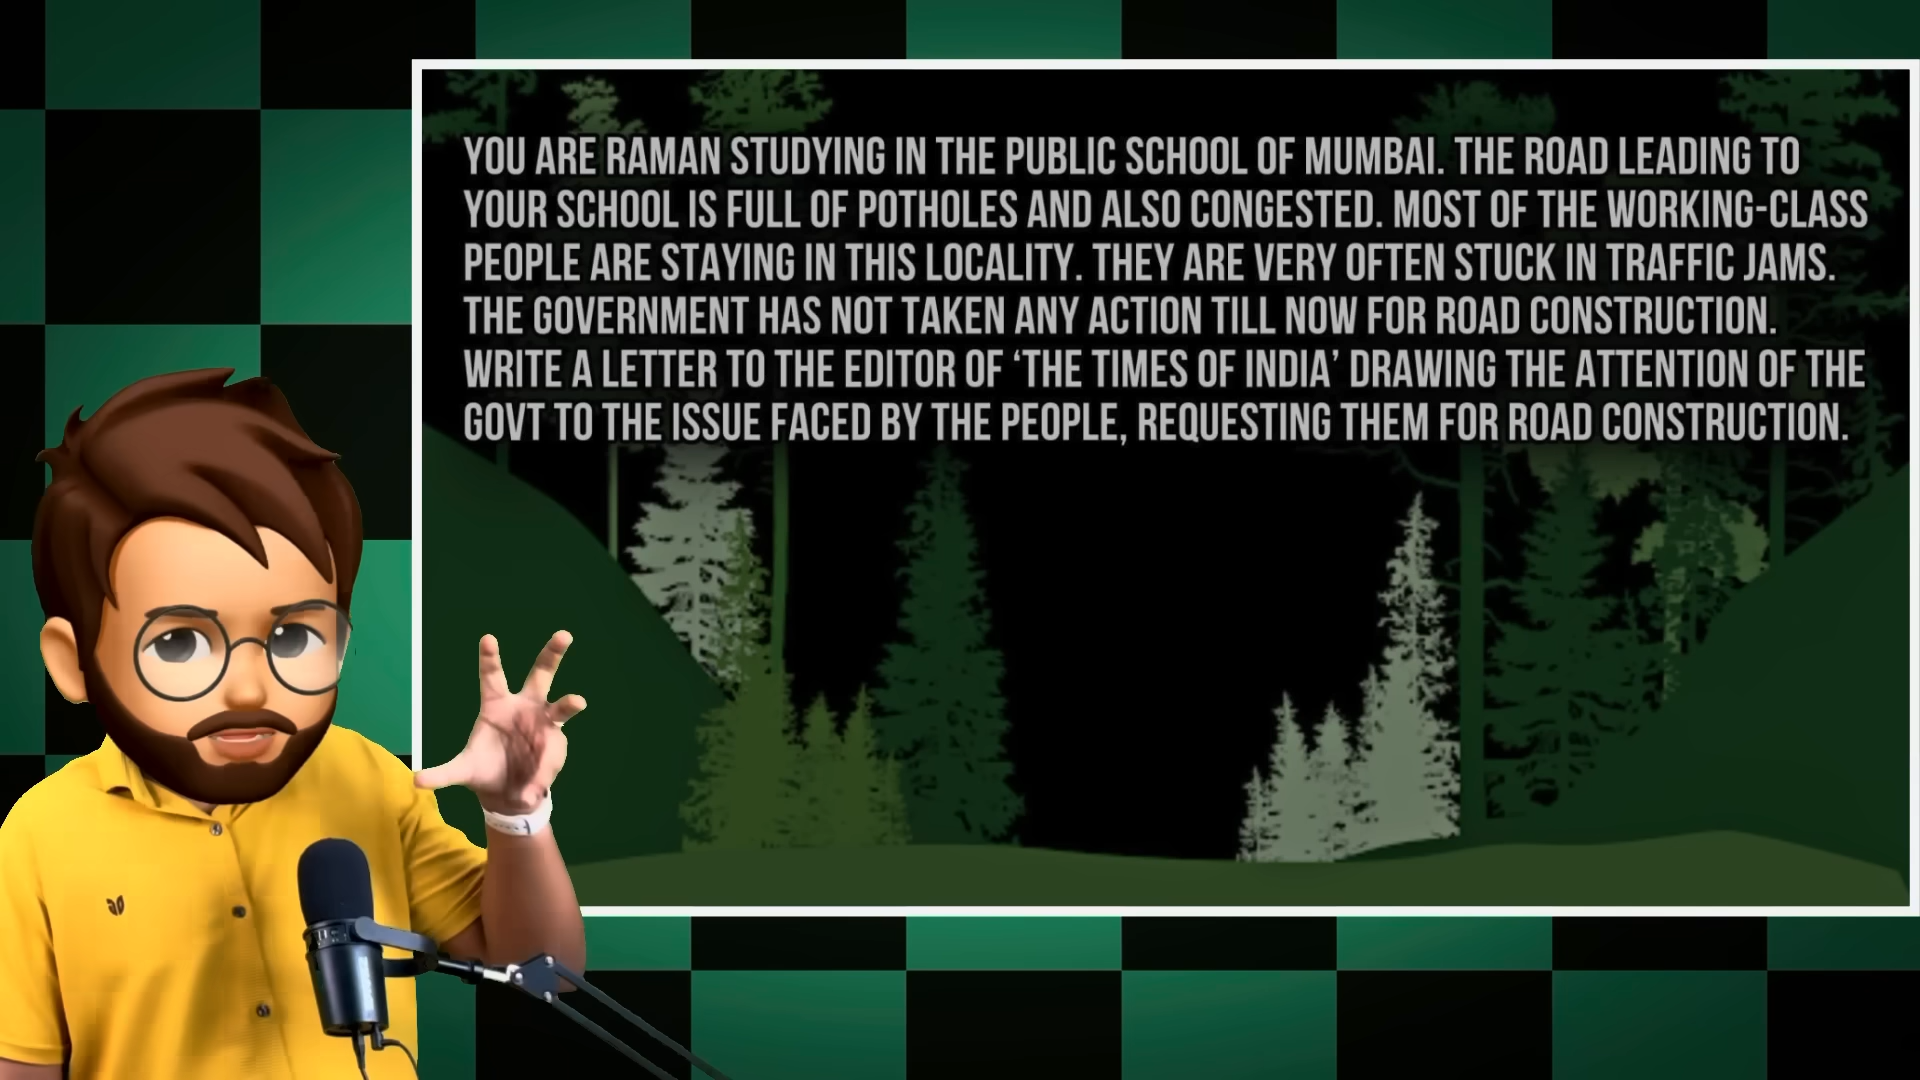 YOU ARE RAMAN STUDYING IN THE PUBLIC SCHOOL OF MUMBAI. THE ROAD LEADING TO
YOUR SCHOOL IS FULL OF POTHOLES AND ALSO CONGESTED. MOST OF THE WORKING-CLASS
PEOPLE ARE STAYING IN THIS LOCALITY. THEY ARE VERY OFTEN STUCK IN TRAFFIC JAMS.
THE GOVERNMENT HAS NOT TAKEN ANY ACTION TILL NOW FOR ROAD CONSTRUCTION.
WRITE A LETTER TO THE EDITOR OF ‘THE TIMES OF INDIA’ DRAWING THE ATTENTION OF THE
GOVT TO THE ISSUE FACED BY THE PEOPLE, REQUESTING THEM FOR ROAD CONSTRUCTION.